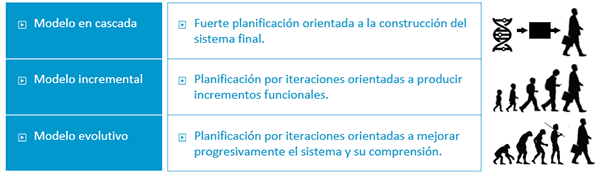 Modelo en cascada
Fuerte planificación orientada a la construcción del
sistema final.
Modelo incremental
Planificación por iteraciones orientadas a producir
incrementos funcionales.
Modelo evolutivo
Planificación por iteraciones orientadas a mejorar
progresivamente el sistema y su comprensión.